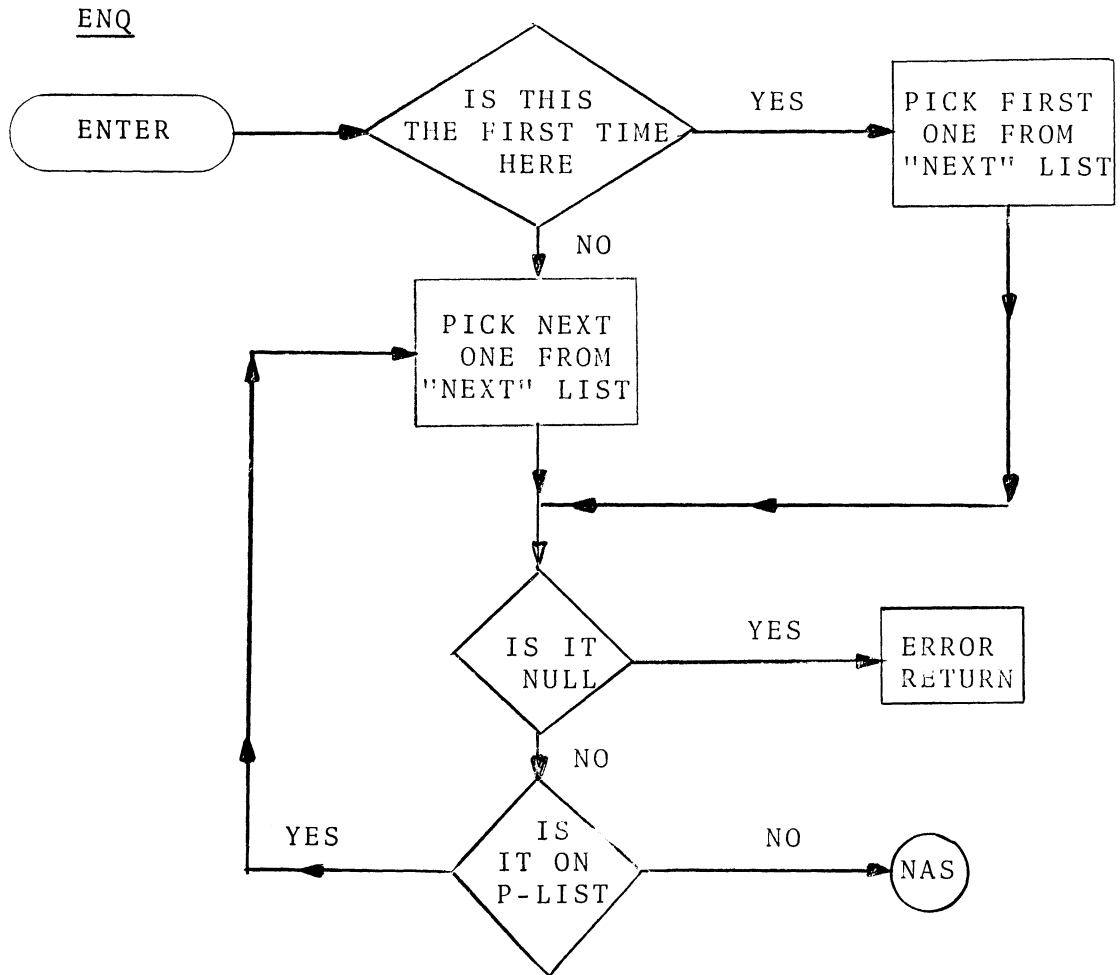 ENQ
ENTER
IS THIS
THE FIRST TIME
HERE
YES
PICK FIRST
ONE FROM
"NEXT" LIST
NO
PICK NEXT
ONE FROM
"NEXT" LIST
IS IT
NULL
YES
ERROR
RETURN
NO
IS
IT ON
P-LIST
YES
NO
NAS